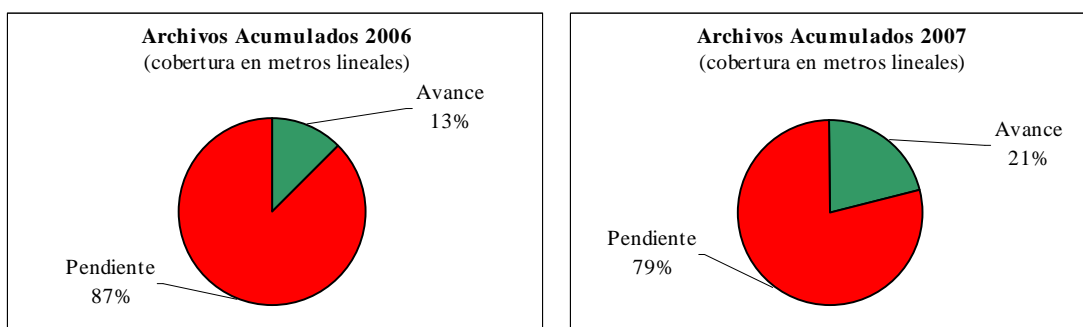 Archivos Acumulados 2006
(cobertura en metros lineales)
Avance
13%
Pendiente
87%
Archivos Acumulados 2007
(cobertura en metros lineales)
Avance
21%
Pendiente
79%